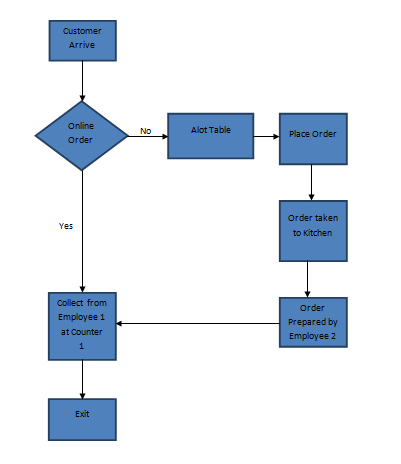 Customer
Arrive
Online
Order
No
Alot Table
Place Order
Order taken
to Kitchen
Yes
Collect from
Employee 1
at Counter
1
Order
Prepared by
Employee 2
Exit